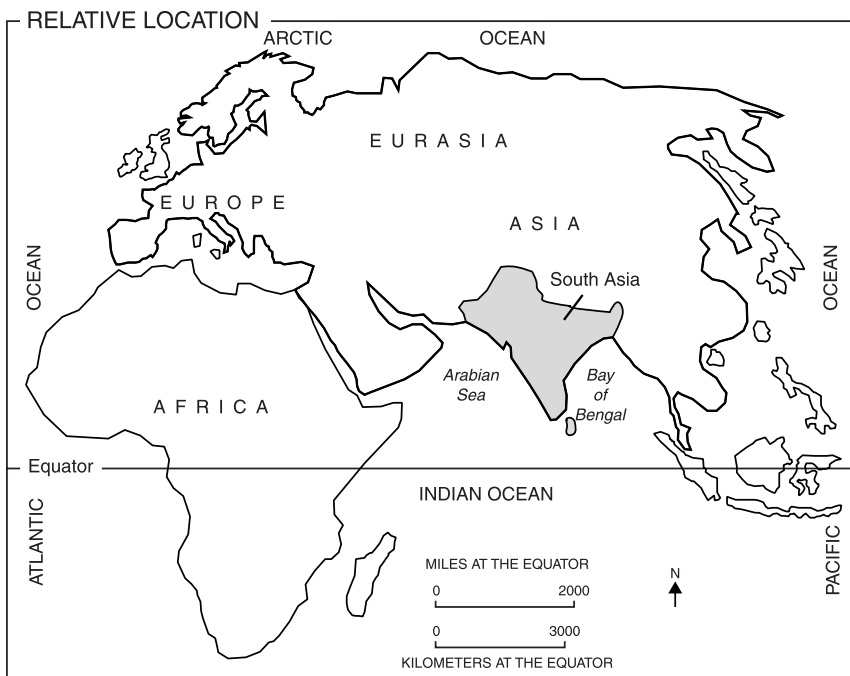 RELATIVE LOCATION
ARCTIC OCEAN
EURASIA
EUROPE
ASIA
OCEAN
OCEAN
South Asia
Arabian
Sea
Bay
of
Bengal
AFRICA
Equator
INDIAN OCEAN
ATLANTIC
PACIFIC
MILES AT THE EQUATOR
0 2000
N
0 3000
KILOMETERS AT THE EQUATOR